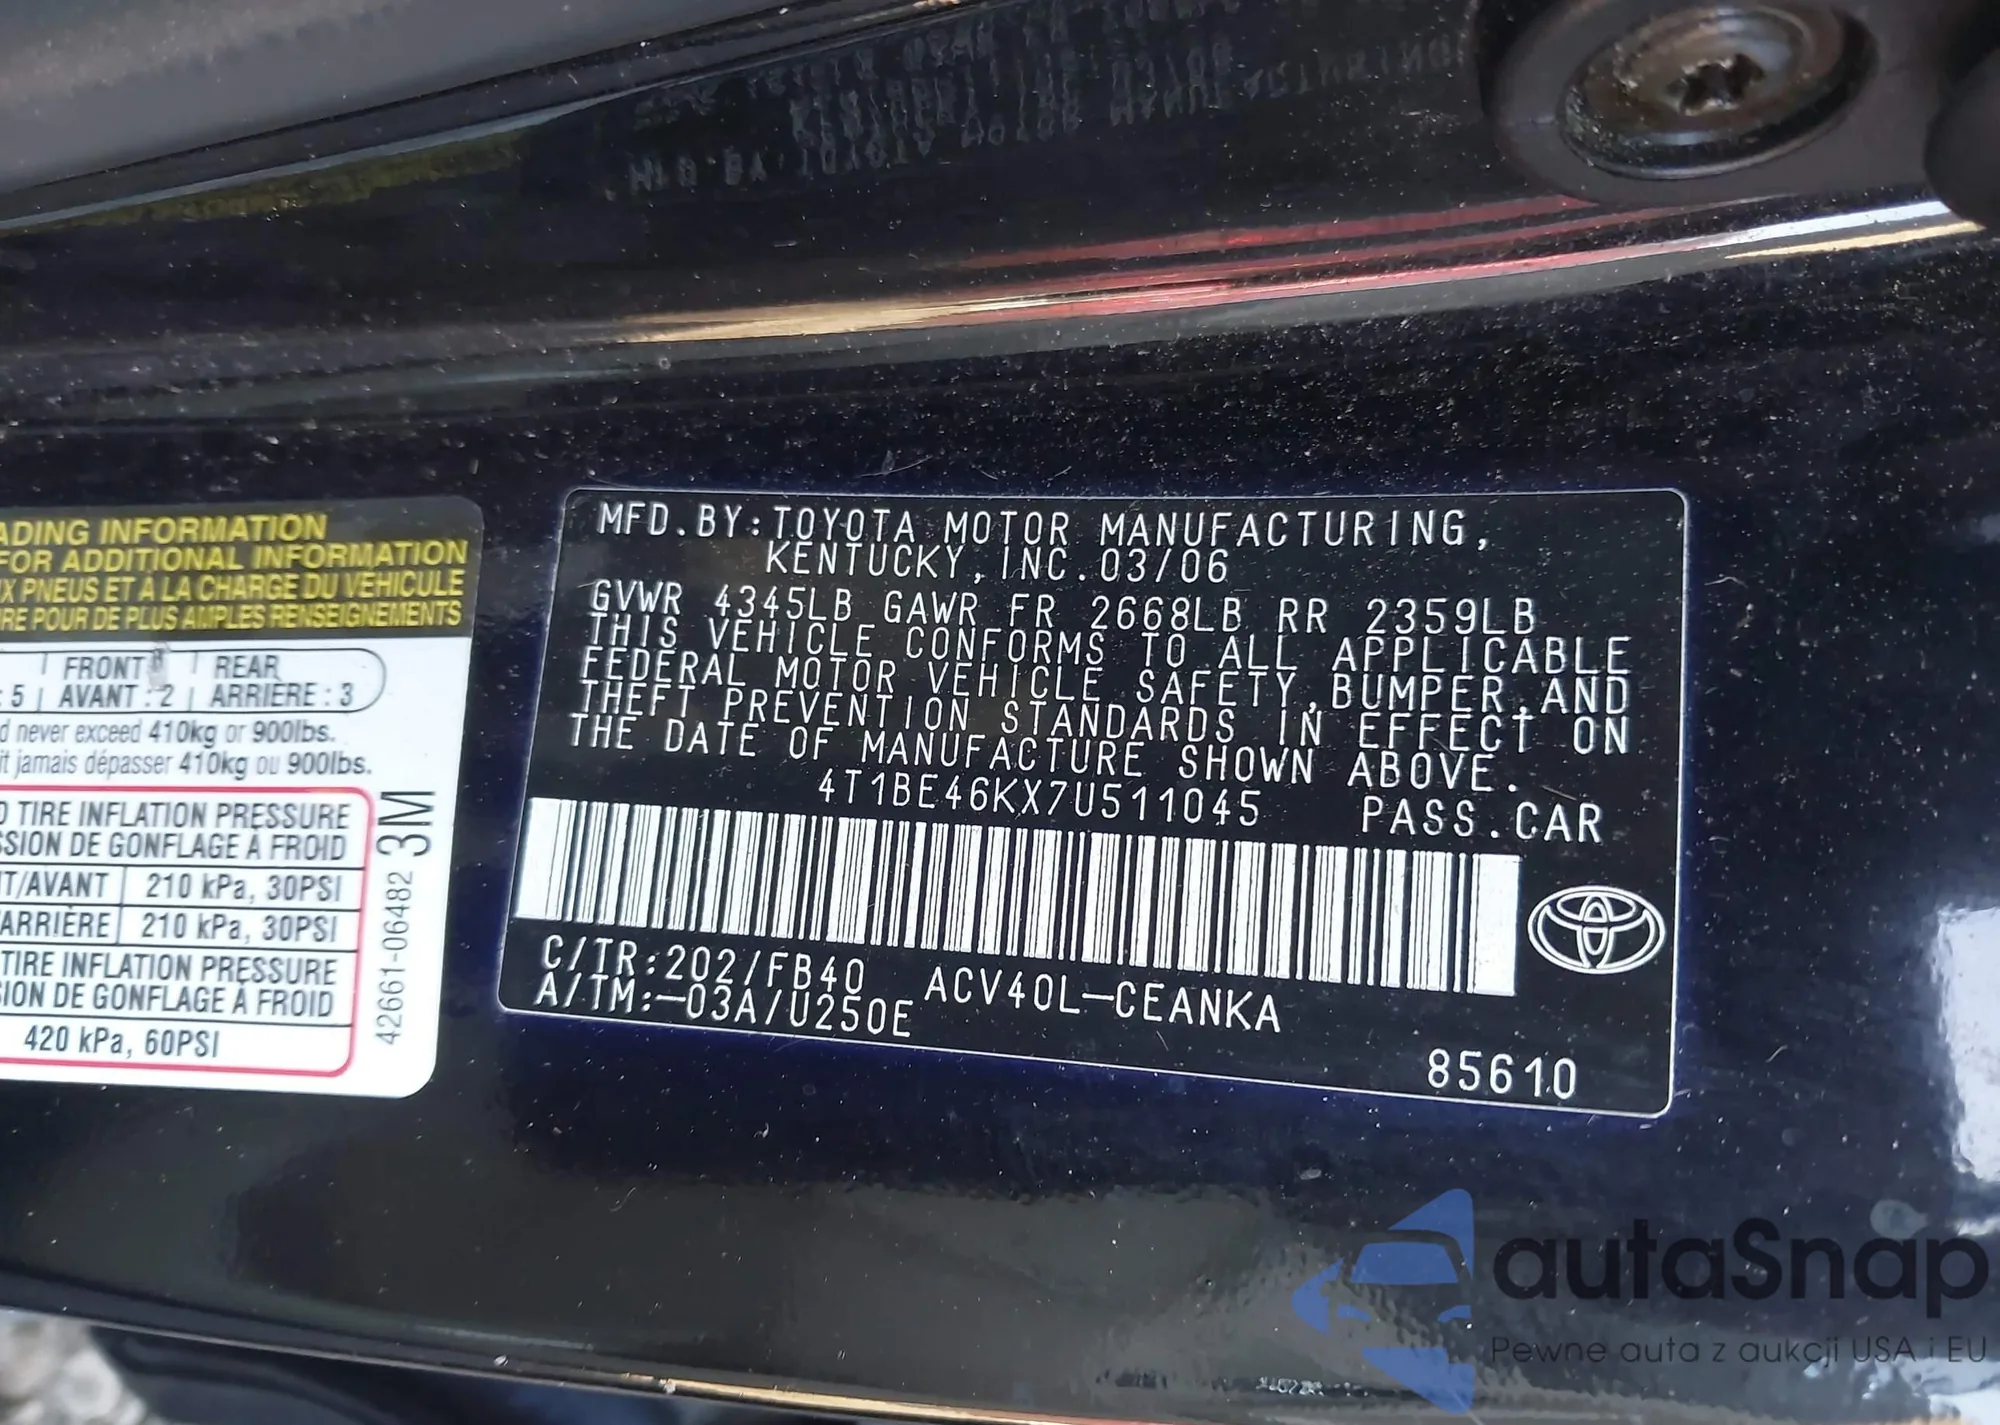 ADING INFORMATION
FOR ADDITIONAL INFORMATION
X PNEUS ET À LA CHARGE DU VÉHICULE
RE POUR DE PLUS AMPLES RENSEIGNEMENTS
FRONT REAR
: 5 AVANT : 2 ARRIÈRE : 3
d never exceed 410kg or 900lbs.
it jamais dépasser 410kg ou 900lbs.
TIRE INFLATION PRESSURE
SSION DE GONFLAGE À FROID
T/AVANT 210 kPa, 30PSI
ARRIÈRE 210 kPa, 30PSI
TIRE INFLATION PRESSURE
SION DE GONFLAGE À FROID
420 kPa, 60PSI
42661-06482 3M
MFD.BY:TOYOTA MOTOR MANUFACTURING,
KENTUCKY,INC.03/06
GVWR 4345LB GAWR FR 2668LB RR 2359LB
THIS VEHICLE CONFORMS TO ALL APPLICABLE
FEDERAL MOTOR VEHICLE SAFETY,BUMPER,AND
THEFT PREVENTION STANDARDS IN EFFECT ON
THE DATE OF MANUFACTURE SHOWN ABOVE.
4T1BE46KX7U511045 PASS.CAR
C/TR:202/FB40 ACV40L-CEANKA
A/TM:-03A/U250E
85610
autaSnap
Pewne auta z aukcji USA i EU